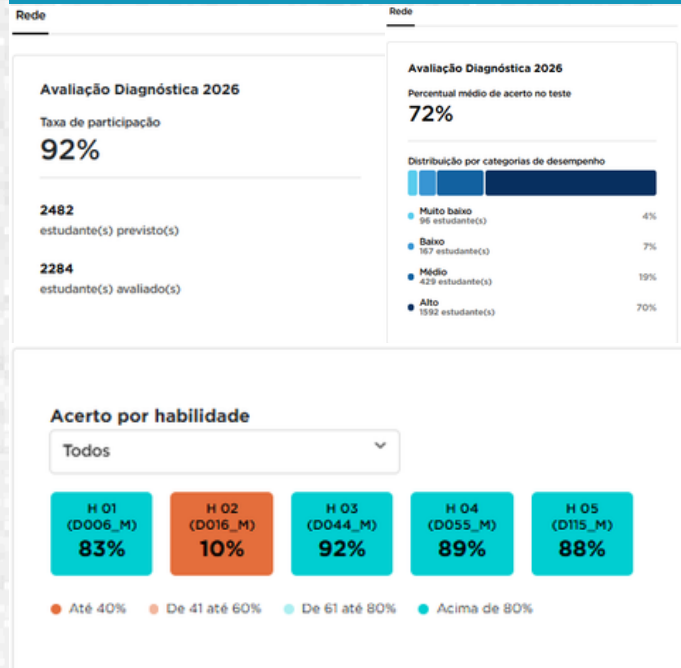 Rede
Avaliação Diagnóstica 2026
Taxa de participação
92%
2482
estudante(s) previsto(s)
2284
estudante(s) avaliado(s)
Rede
Avaliação Diagnóstica 2026
Percentual médio de acerto no teste
72%
Distribuição por categorias de desempenho
Muito baixo
96 estudante(s) 4%
Baixo
167 estudante(s) 7%
Médio
429 estudante(s) 19%
Alto
1592 estudante(s) 70%
Acerto por habilidade
Todos
H 01
(D006_M)
83%
H 02
(D016_M)
10%
H 03
(D044_M)
92%
H 04
(D055_M)
89%
H 05
(D115_M)
88%
Até 40% De 41 até 60% De 61 até 80% Acima de 80%